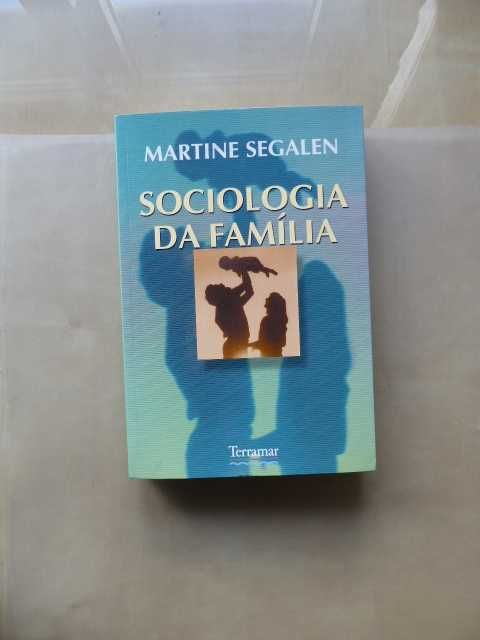 MARTINE SEGALEN
SOCIOLOGIA
DA FAMÍLIA
Terramar